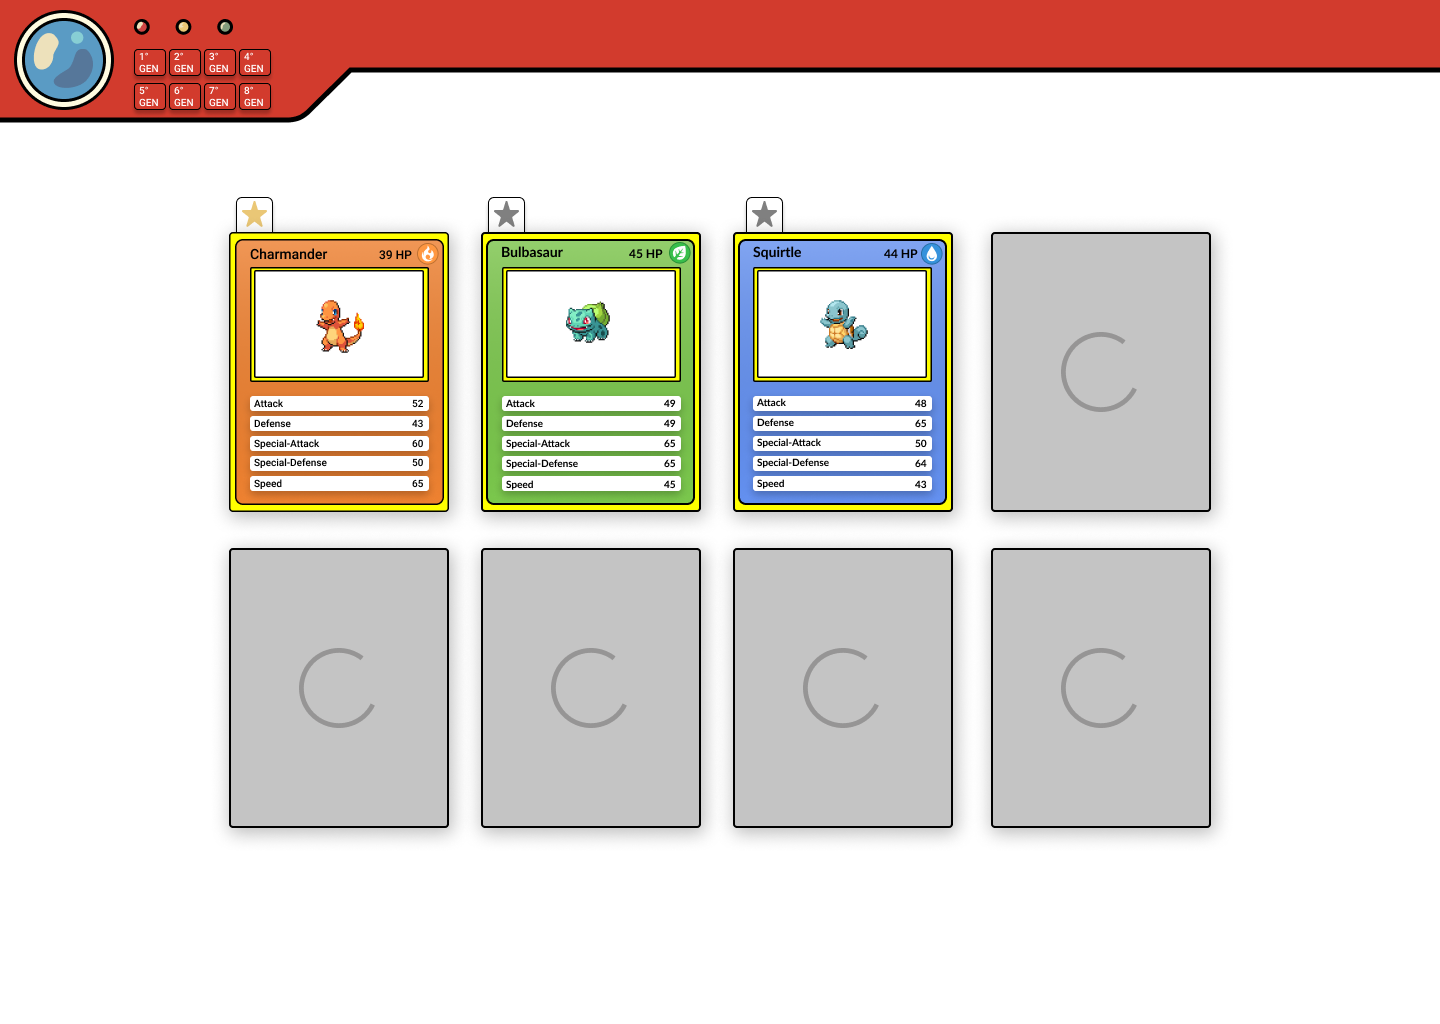 1°
GEN
2°
GEN
3°
GEN
4°
GEN
5°
GEN
6°
GEN
7°
GEN
8°
GEN
Charmander 39 HP
Attack 52
Defense 43
Special-Attack 60
Special-Defense 50
Speed 65
Bulbasaur 45 HP
Attack 49
Defense 49
Special-Attack 65
Special-Defense 65
Speed 45
Squirtle 44 HP
Attack 48
Defense 65
Special-Attack 50
Special-Defense 64
Speed 43